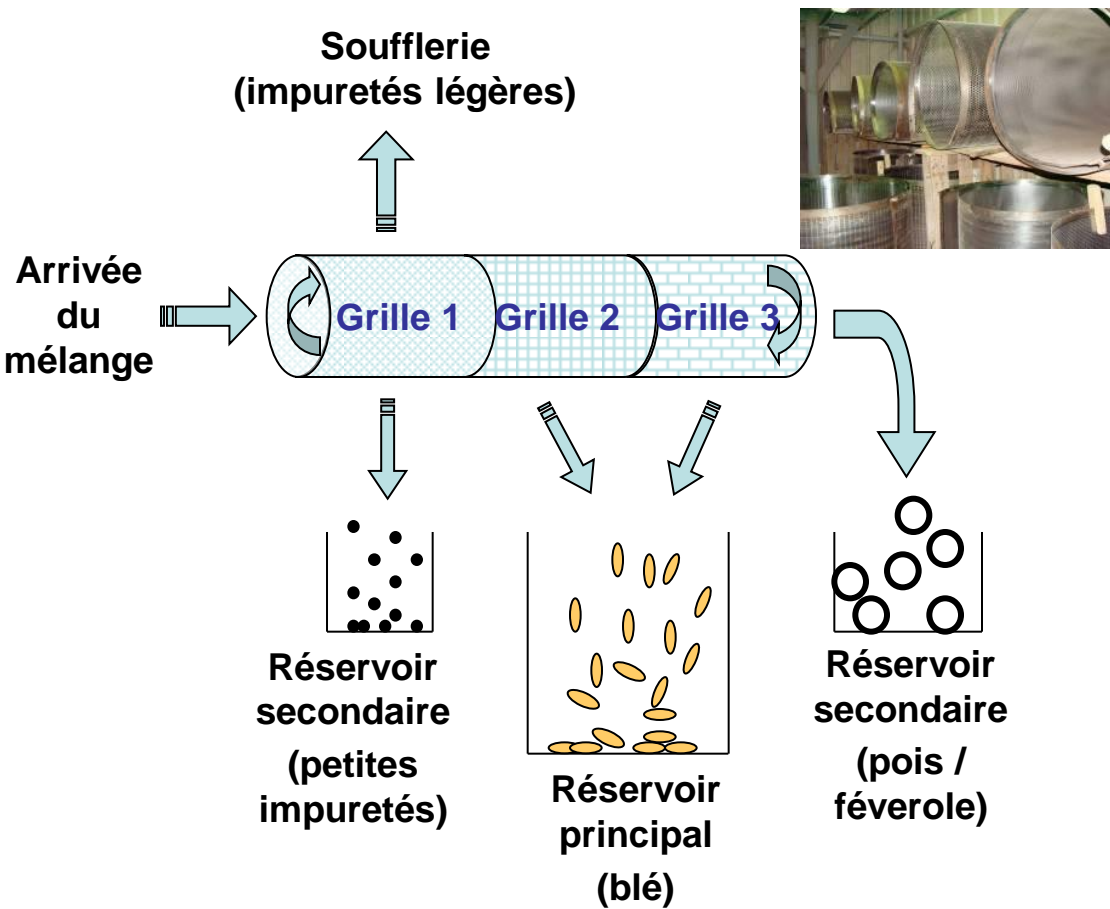 Soufflerie
(impuretés légères)
Arrivée
du
mélange
Grille 1
Grille 2
Grille 3
Réservoir
secondaire
(petites
impuretés)
Réservoir
principal
(blé)
Réservoir
secondaire
(pois /
féverole)